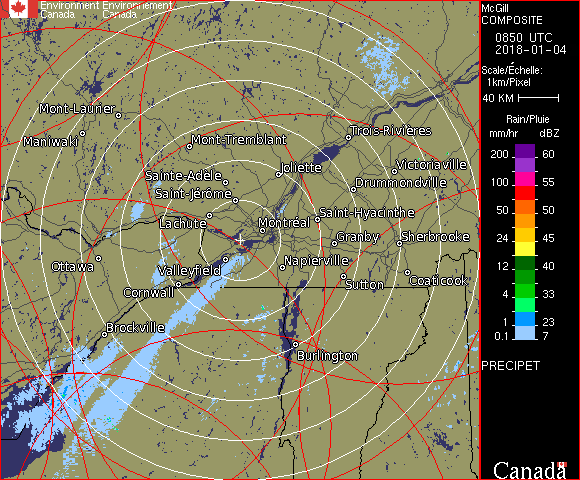 Environment Environnement
Canada Canada
McGill
COMPOSITE
0850 UTC
2018-01-04
Scale/Échelle:
1km/Pixel
40 KM
Rain/Pluie
mm/hr dBZ
200 60
100 55
50 50
24 45
12 40
4 33
1 23
0.1 7
PRECIPET
Canada
Mont-Laurier
Maniwaki
Mont-Tremblant
Trois-Rivières
Sainte-Adèle
Joliette
Victoriaville
Saint-Jérôme
Drummondville
Lachute
Montréal
Saint-Hyacinthe
Granby
Sherbrooke
Ottawa
Valleyfield
Napierville
Cornwall
Sutton
Coaticook
Brockville
Burlington